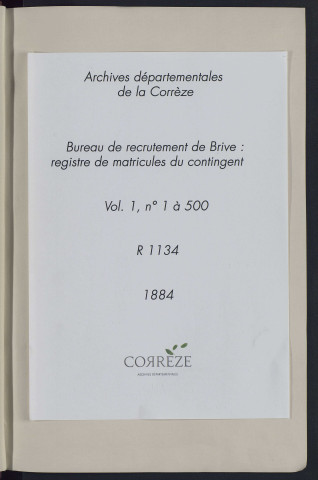 Archives départementales
de la Corrèze
Bureau de recrutement de Brive :
registre de matricules du contingent
Vol. 1, n° 1 à 500
R 1134
1884
CORRÈZE